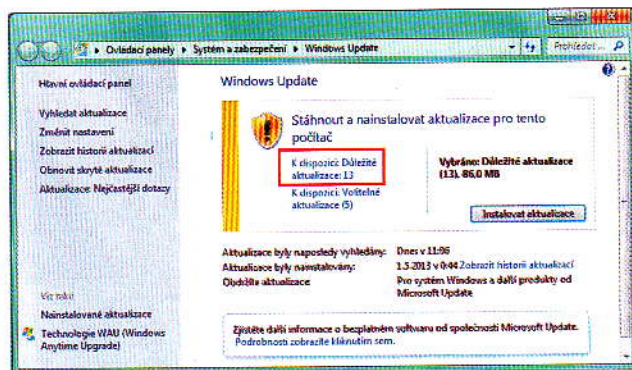 Ovládací panely ▸ Systém a zabezpečení ▸ Windows Update
Prohledat ...
Hlavní ovládací panel
Vyhledat aktualizace
Změnit nastavení
Zobrazit historii aktualizací
Obnovit skryté aktualizace
Aktualizace: Nejčastější dotazy
Viz také
Nainstalované aktualizace
Technologie WAU (Windows
Anytime Upgrade)
Windows Update
Stáhnout a nainstalovat aktualizace pro tento
počítač
K dispozici: Důležité
aktualizace: 13
K dispozici: Volitelné
aktualizace (5)
Vybráno: Důležité aktualizace
(13), 86,0 MB
Instalovat aktualizace
Aktualizace byly naposledy vyhledány: Dnes v 11:06
Aktualizace byly nainstalovány: 1.5.2013 v 0:44 Zobrazit historii aktualizací
Obdržíte aktualizace: Pro systém Windows a další produkty od
Microsoft Update
Zjistěte další informace o bezplatném softwaru od společnosti Microsoft Update.
Podrobnosti zobrazíte kliknutím sem.